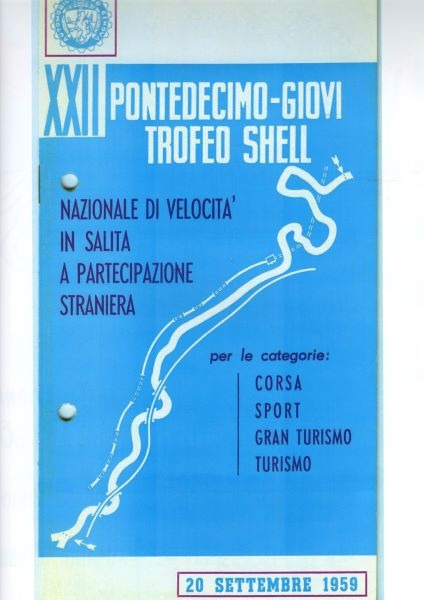 XXII PONTEDECIMO-GIOVI
TROFEO SHELL
NAZIONALE DI VELOCITA'
IN SALITA
A PARTECIPAZIONE
STRANIERA
per le categorie:
CORSA
SPORT
GRAN TURISMO
TURISMO
20 SETTEMBRE 1959